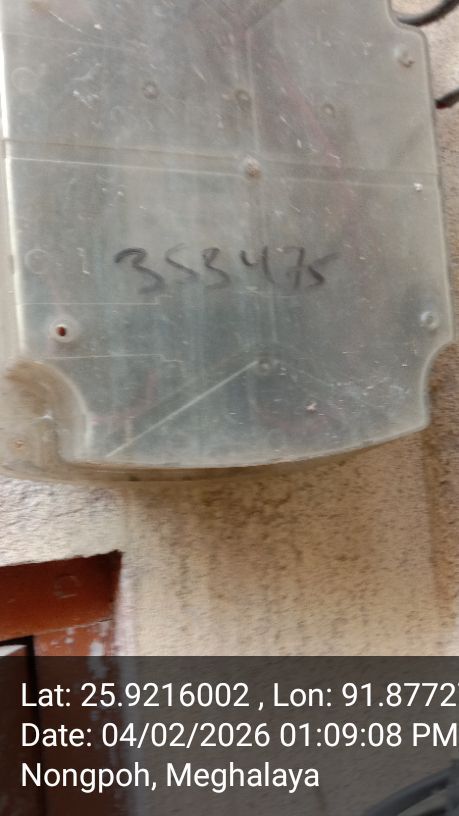 353475
Lat: 25.9216002 , Lon: 91.8772
Date: 04/02/2026 01:09:08 PM
Nongpoh, Meghalaya